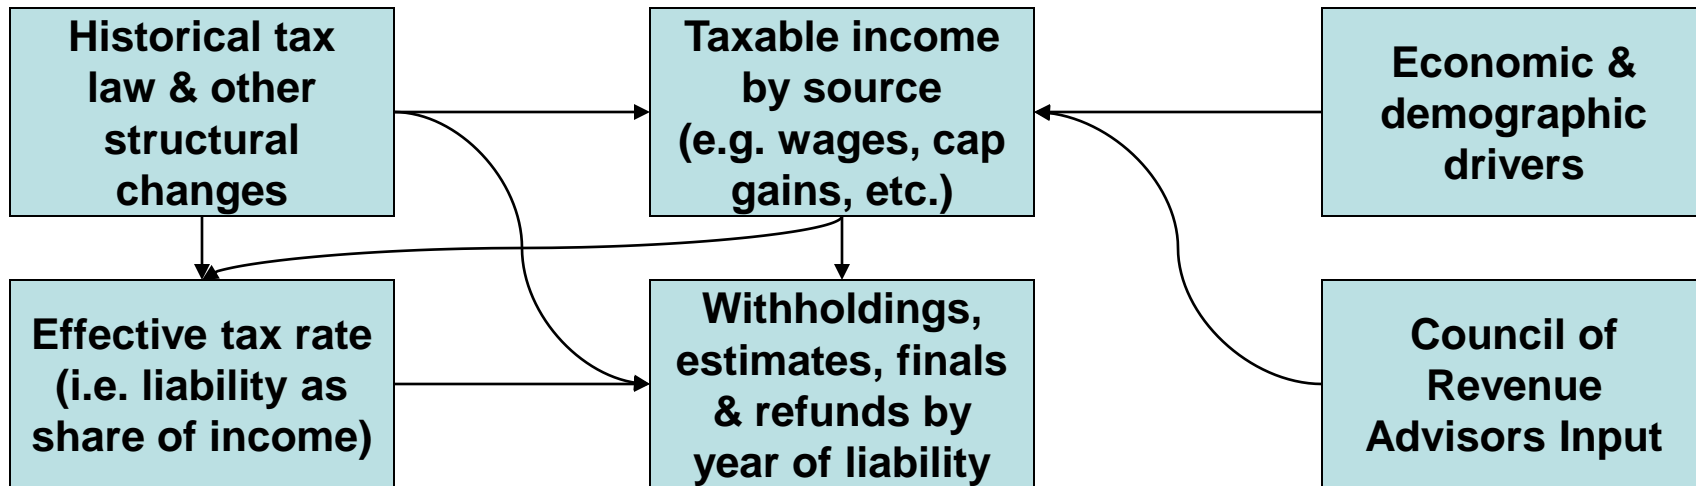 Historical tax
law & other
structural
changes
Taxable income
by source
(e.g. wages, cap
gains, etc.)
Economic &
demographic
drivers
Effective tax rate
(i.e. liability as
share of income)
Withholdings,
estimates, finals
& refunds by
year of liability
Council of
Revenue
Advisors Input